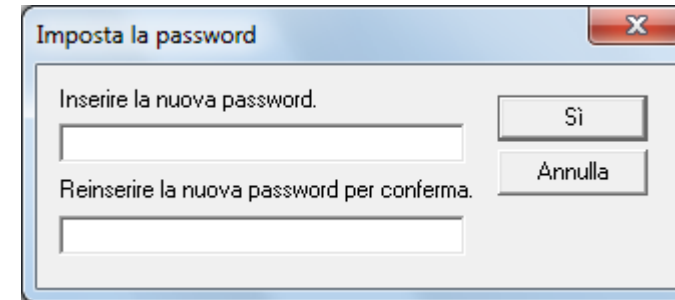 Imposta la password
Inserire la nuova password.
Sì
Annulla
Reinserire la nuova password per conferma.